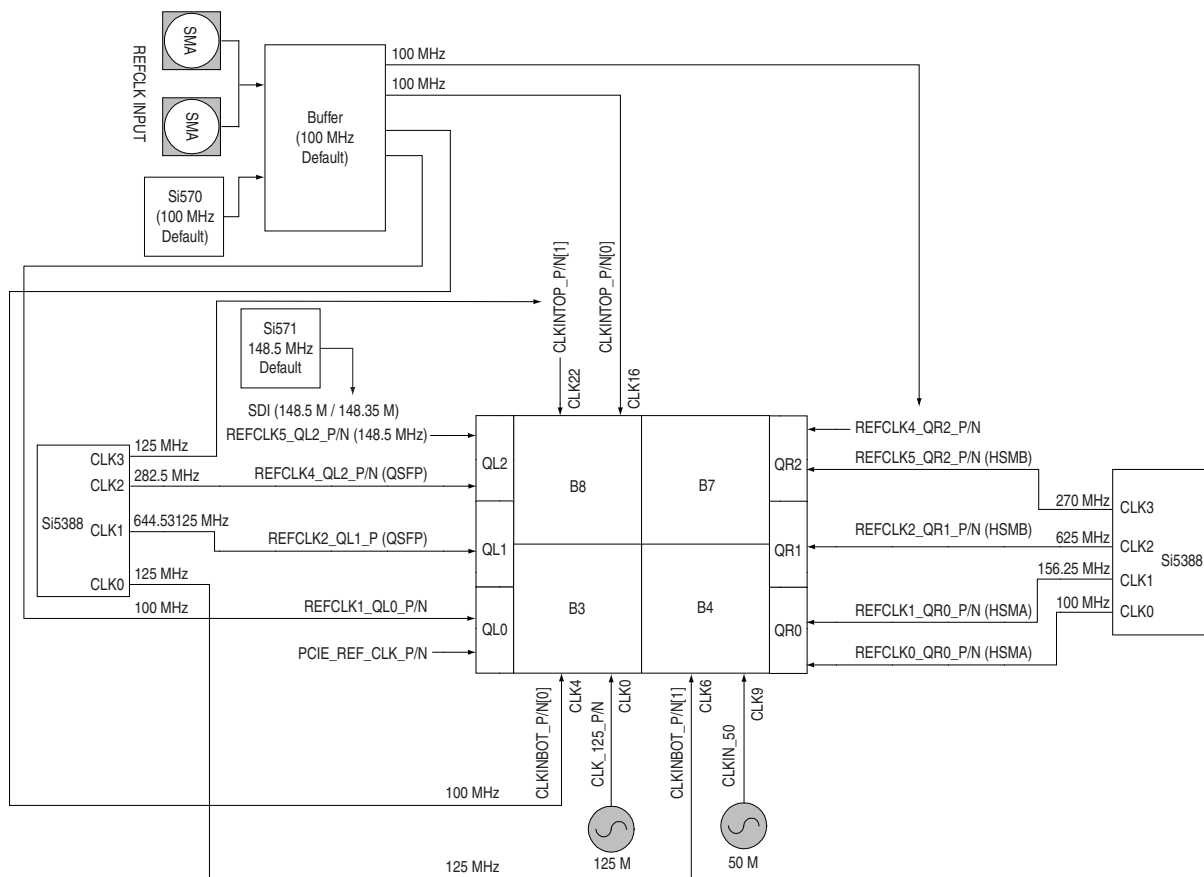 REFCLK INPUT
SMA
SMA
Buffer
(100 MHz
Default)
100 MHz
100 MHz
Si570
(100 MHz
Default)
CLKINTOP_P/N[1]
CLKINTOP_P/N[0]
CLK22
CLK16
Si571
148.5 MHz
Default
SDI (148.5 M / 148.35 M)
REFCLK5_QL2_P/N (148.5 MHz)
Si5388
CLK3
125 MHz
CLK2
282.5 MHz
REFCLK4_QL2_P/N (QSFP)
CLK1
644.53125 MHz
REFCLK2_QL1_P (QSFP)
CLK0
125 MHz
100 MHz
REFCLK1_QL0_P/N
PCIE_REF_CLK_P/N
QL2
QL1
QL0
B8
B7
B3
B4
QR2
QR1
QR0
REFCLK4_QR2_P/N
REFCLK5_QR2_P/N (HSMB)
270 MHz
CLK3
REFCLK2_QR1_P/N (HSMB)
625 MHz
CLK2
Si5388
156.25 MHz
CLK1
REFCLK1_QR0_P/N (HSMA)
100 MHz
CLK0
REFCLK0_QR0_P/N (HSMA)
CLKINBOT_P/N[0]
CLK4
CLK_125_P/N
CLK0
CLKINBOT_P/N[1]
CLK6
CLKIN_50
CLK9
100 MHz
125 M
50 M
125 MHz